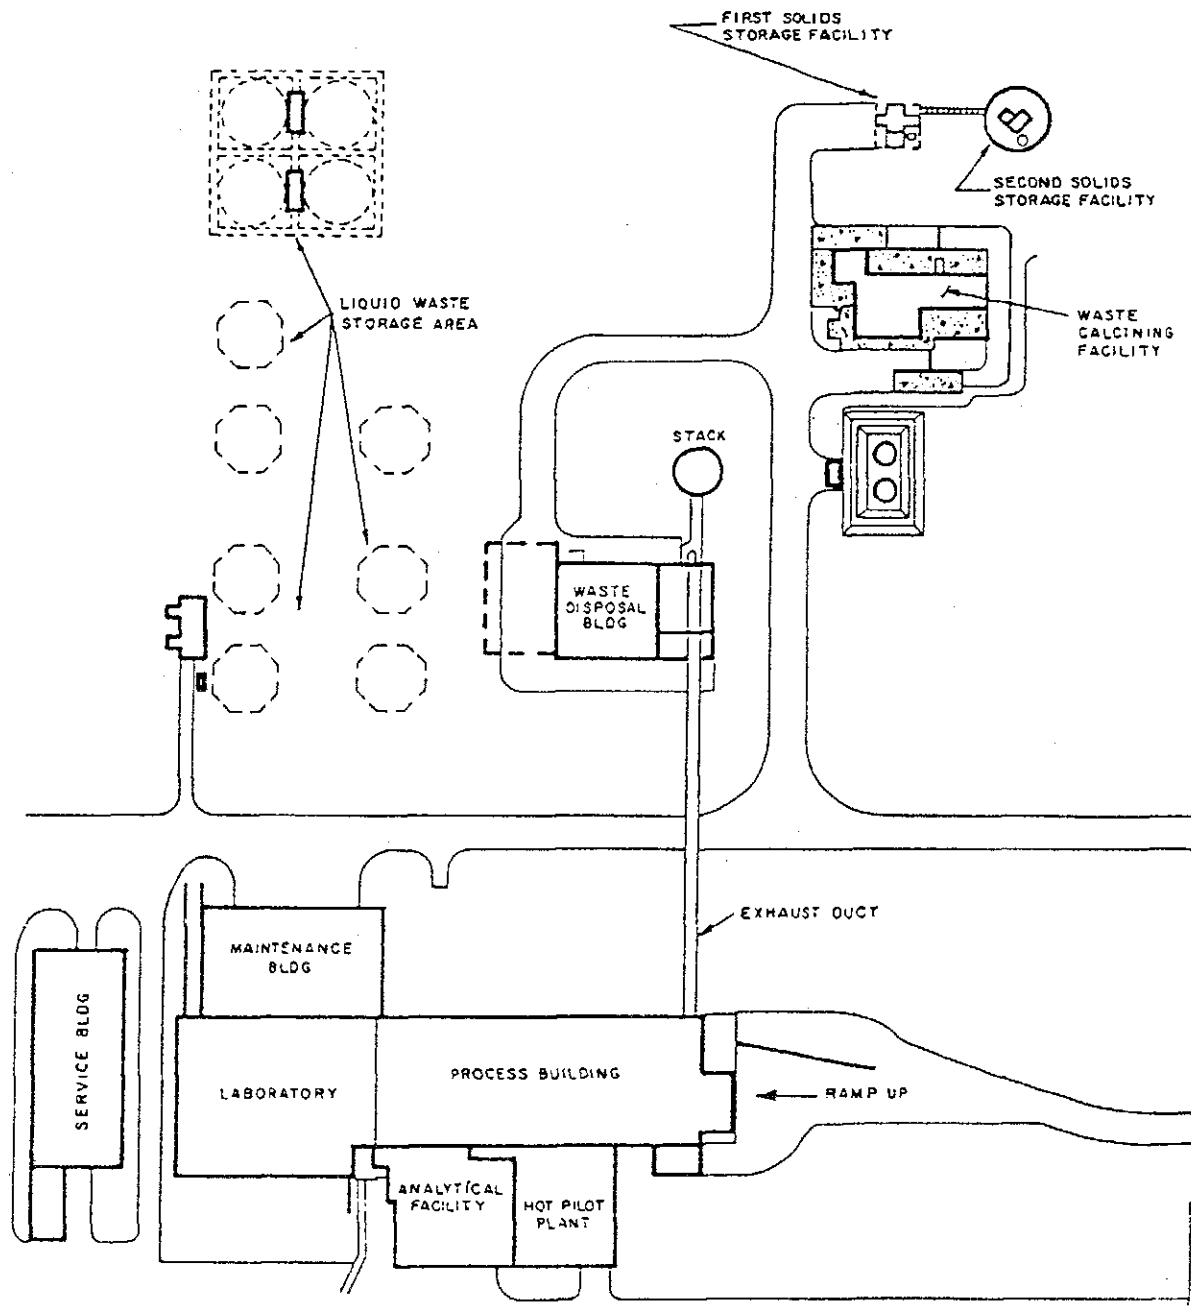 FIRST SOLIDS
STORAGE FACILITY
SECOND SOLIDS
STORAGE FACILITY
LIQUID WASTE
STORAGE AREA
WASTE
CALCINING
FACILITY
STACK
WASTE
DISPOSAL
BLDG
EXHAUST DUCT
MAINTENANCE
BLDG
SERVICE BLDG
LABORATORY
PROCESS BUILDING
RAMP UP
ANALYTICAL
FACILITY
HOT PILOT
PLANT